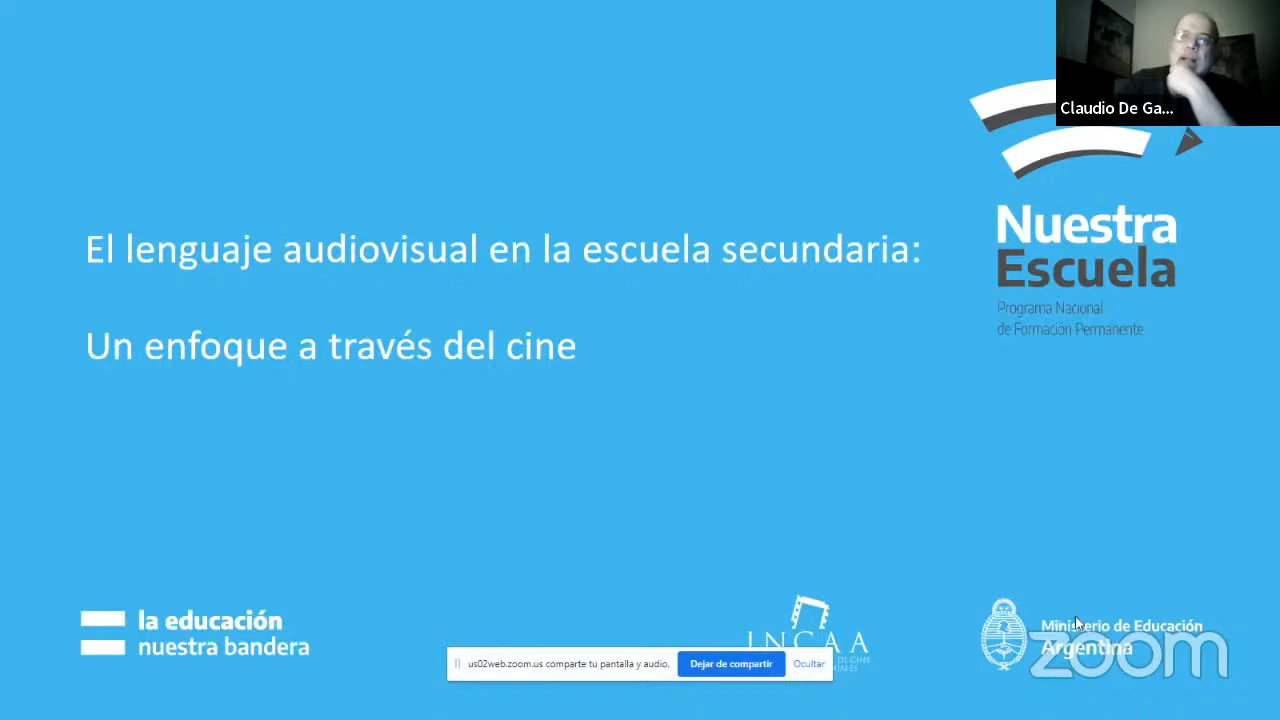 Claudio De Ga...
Nuestra
Escuela
Programa Nacional
de Formación Permanente
El lenguaje audiovisual en la escuela secundaria:
Un enfoque a través del cine
la educación
nuestra bandera
INCAA
DE CINE
us02web.zoom.us comparte tu pantalla y audio.
Dejar de compartir
Ocultar
Ministerio de Educación
Argentina
zoom